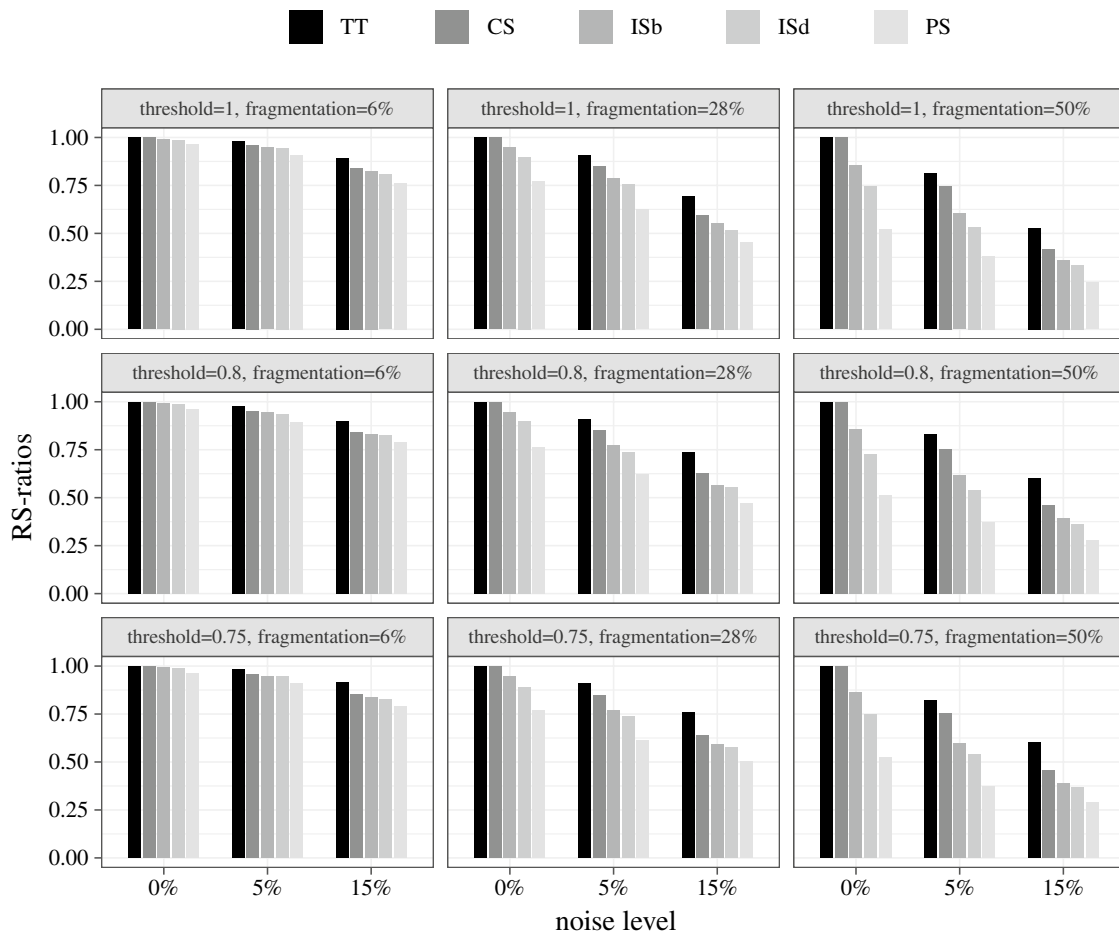 TT CS ISb ISd PS
threshold=1, fragmentation=6% threshold=1, fragmentation=28% threshold=1, fragmentation=50%
1.00
0.75
0.50
0.25
0.00
threshold=0.8, fragmentation=6% threshold=0.8, fragmentation=28% threshold=0.8, fragmentation=50%
1.00
0.75
0.50
0.25
0.00
RS-ratios
threshold=0.75, fragmentation=6% threshold=0.75, fragmentation=28% threshold=0.75, fragmentation=50%
1.00
0.75
0.50
0.25
0.00
0% 5% 15% 0% 5% 15% 0% 5% 15%
noise level